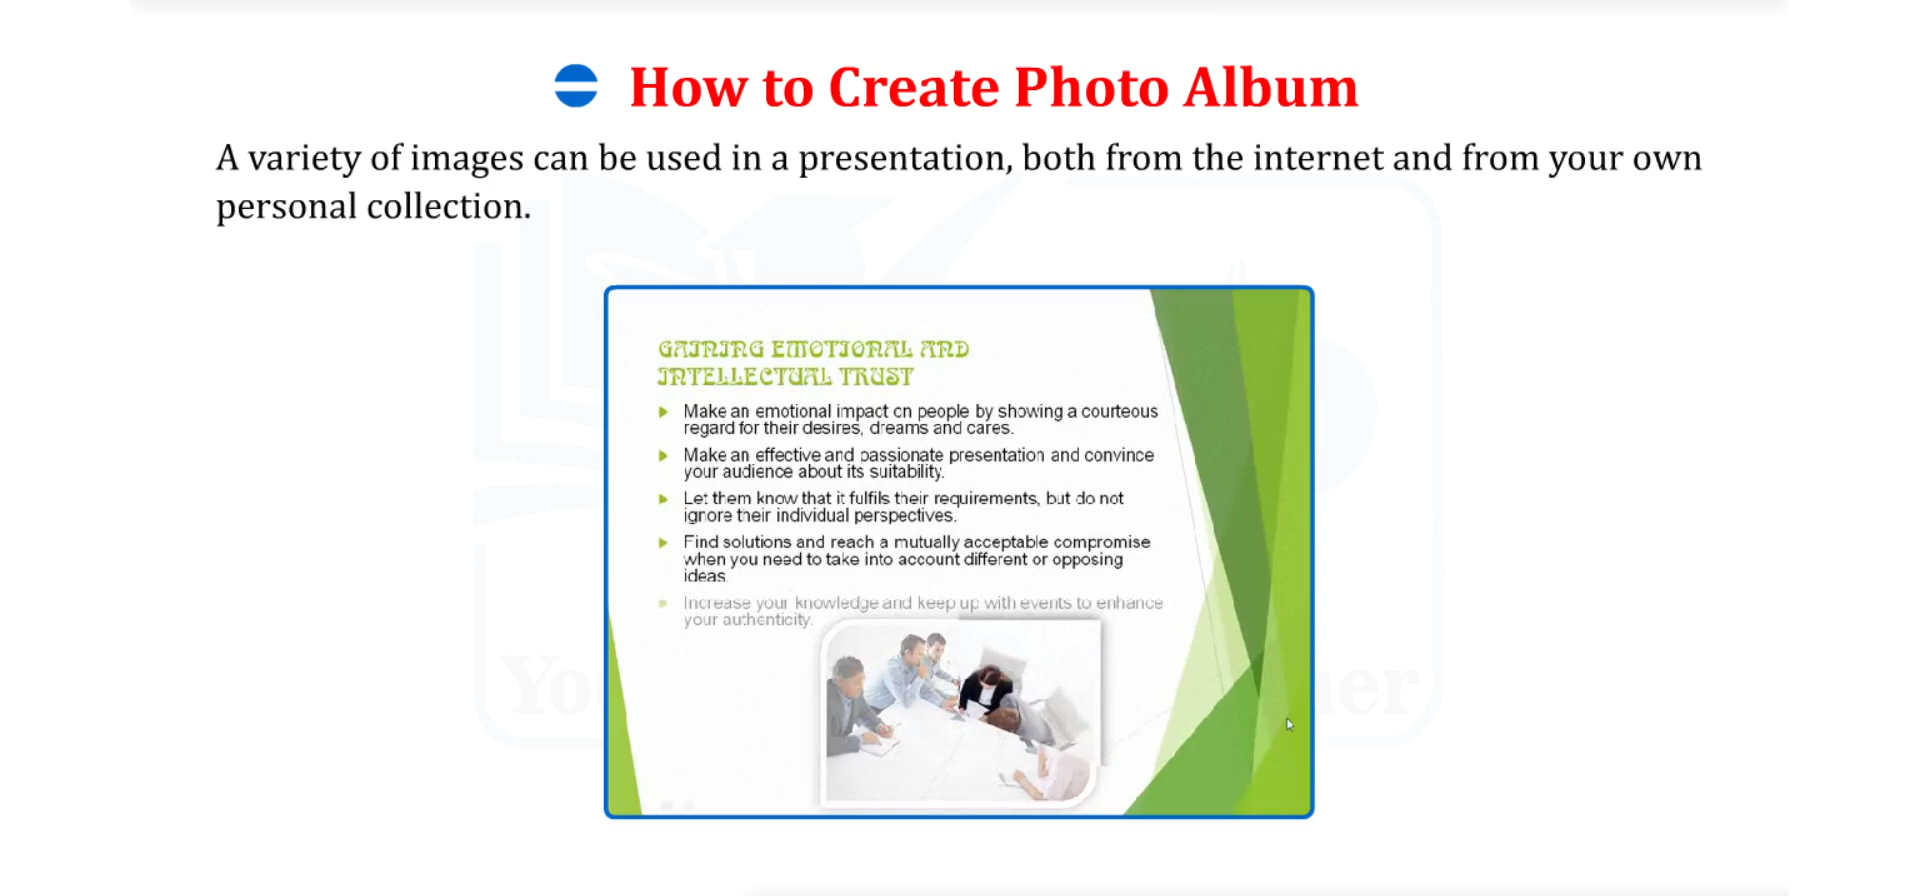 How to Create Photo Album
A variety of images can be used in a presentation, both from the internet and from your own
personal collection.
GAINING EMOTIONAL AND
INTELLECTUAL TRUST
Make an emotional impact on people by showing a courteous
regard for their desires, dreams and cares.
Make an effective and passionate presentation and convince
your audience about its suitability.
Let them know that it fulfils their requirements, but do not
ignore their individual perspectives.
Find solutions and reach a mutually acceptable compromise
when you need to take into account different or opposing
ideas.
Increase your knowledge and keep up with events to enhance
your authenticity.